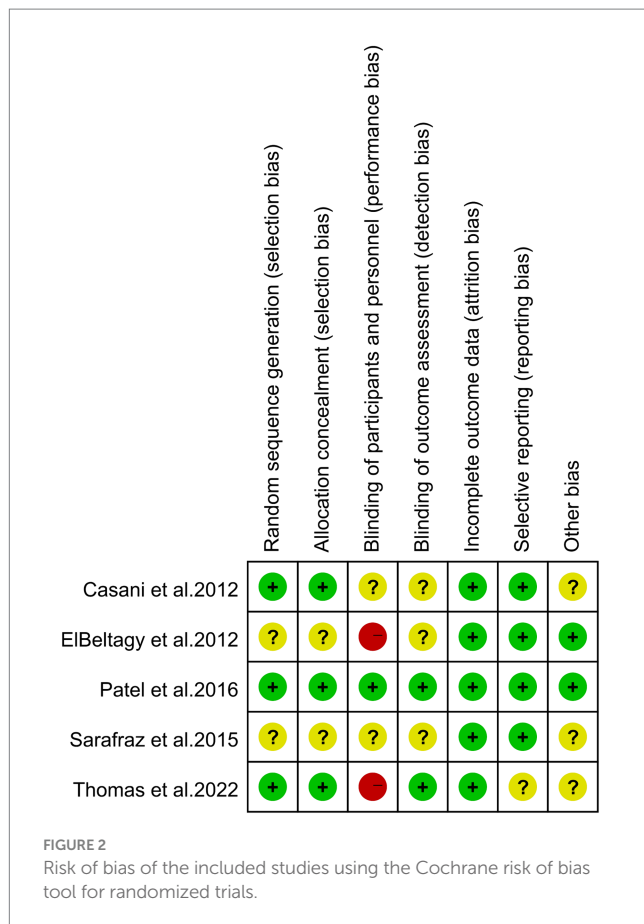 Random sequence generation (selection bias)
Allocation concealment (selection bias)
Blinding of participants and personnel (performance bias)
Blinding of outcome assessment (detection bias)
Incomplete outcome data (attrition bias)
Selective reporting (reporting bias)
Other bias
Casani et al.2012 + + ? ? + + ?
ElBeltagy et al.2012 ? ? − ? + + +
Patel et al.2016 + + + + + + +
Sarafraz et al.2015 ? ? ? ? + + ?
Thomas et al.2022 + + − + + ? ?
FIGURE 2
Risk of bias of the included studies using the Cochrane risk of bias
tool for randomized trials.